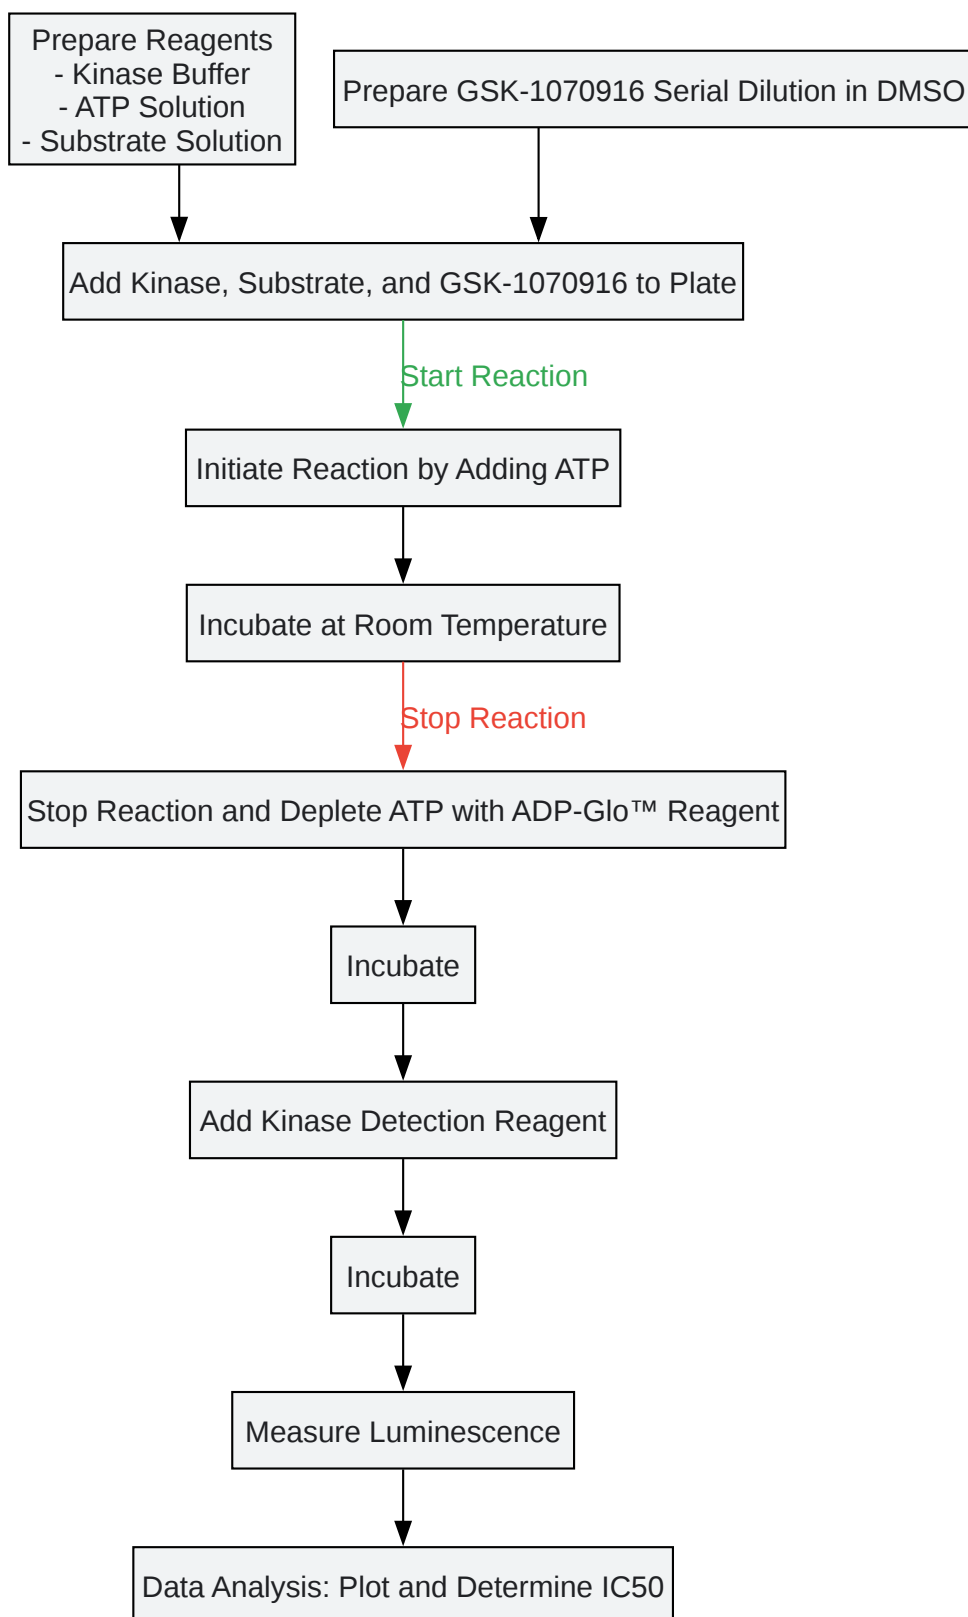 Prepare Reagents
- Kinase Buffer
- ATP Solution
- Substrate Solution
Prepare GSK-1070916 Serial Dilution in DMSO
Add Kinase, Substrate, and GSK-1070916 to Plate
Start Reaction
Initiate Reaction by Adding ATP
Incubate at Room Temperature
Stop Reaction
Stop Reaction and Deplete ATP with ADP-Glo™ Reagent
Incubate
Add Kinase Detection Reagent
Incubate
Measure Luminescence
Data Analysis: Plot and Determine IC50